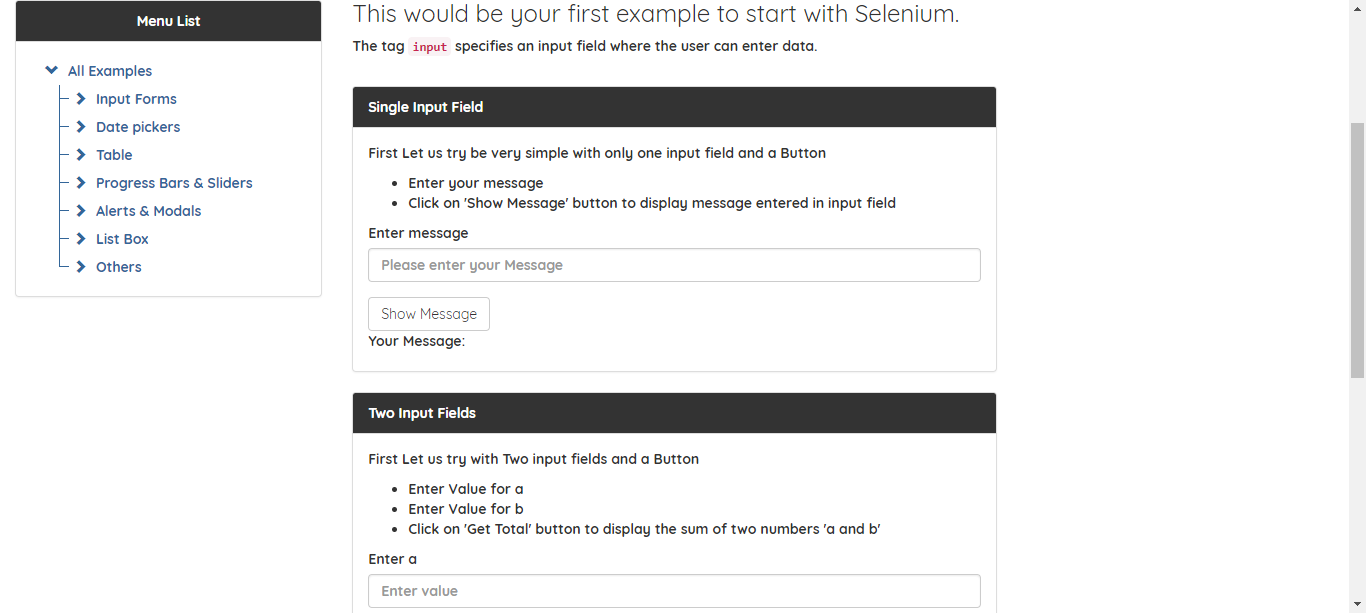 Menu List
All Examples
Input Forms
Date pickers
Table
Progress Bars & Sliders
Alerts & Modals
List Box
Others
This would be your first example to start with Selenium.
The tag input specifies an input field where the user can enter data.
Single Input Field
First Let us try be very simple with only one input field and a Button
Enter your message
Click on 'Show Message' button to display message entered in input field
Enter message
Please enter your Message
Show Message
Your Message:
Two Input Fields
First Let us try with Two input fields and a Button
Enter Value for a
Enter Value for b
Click on 'Get Total' button to display the sum of two numbers 'a and b'
Enter a
Enter value